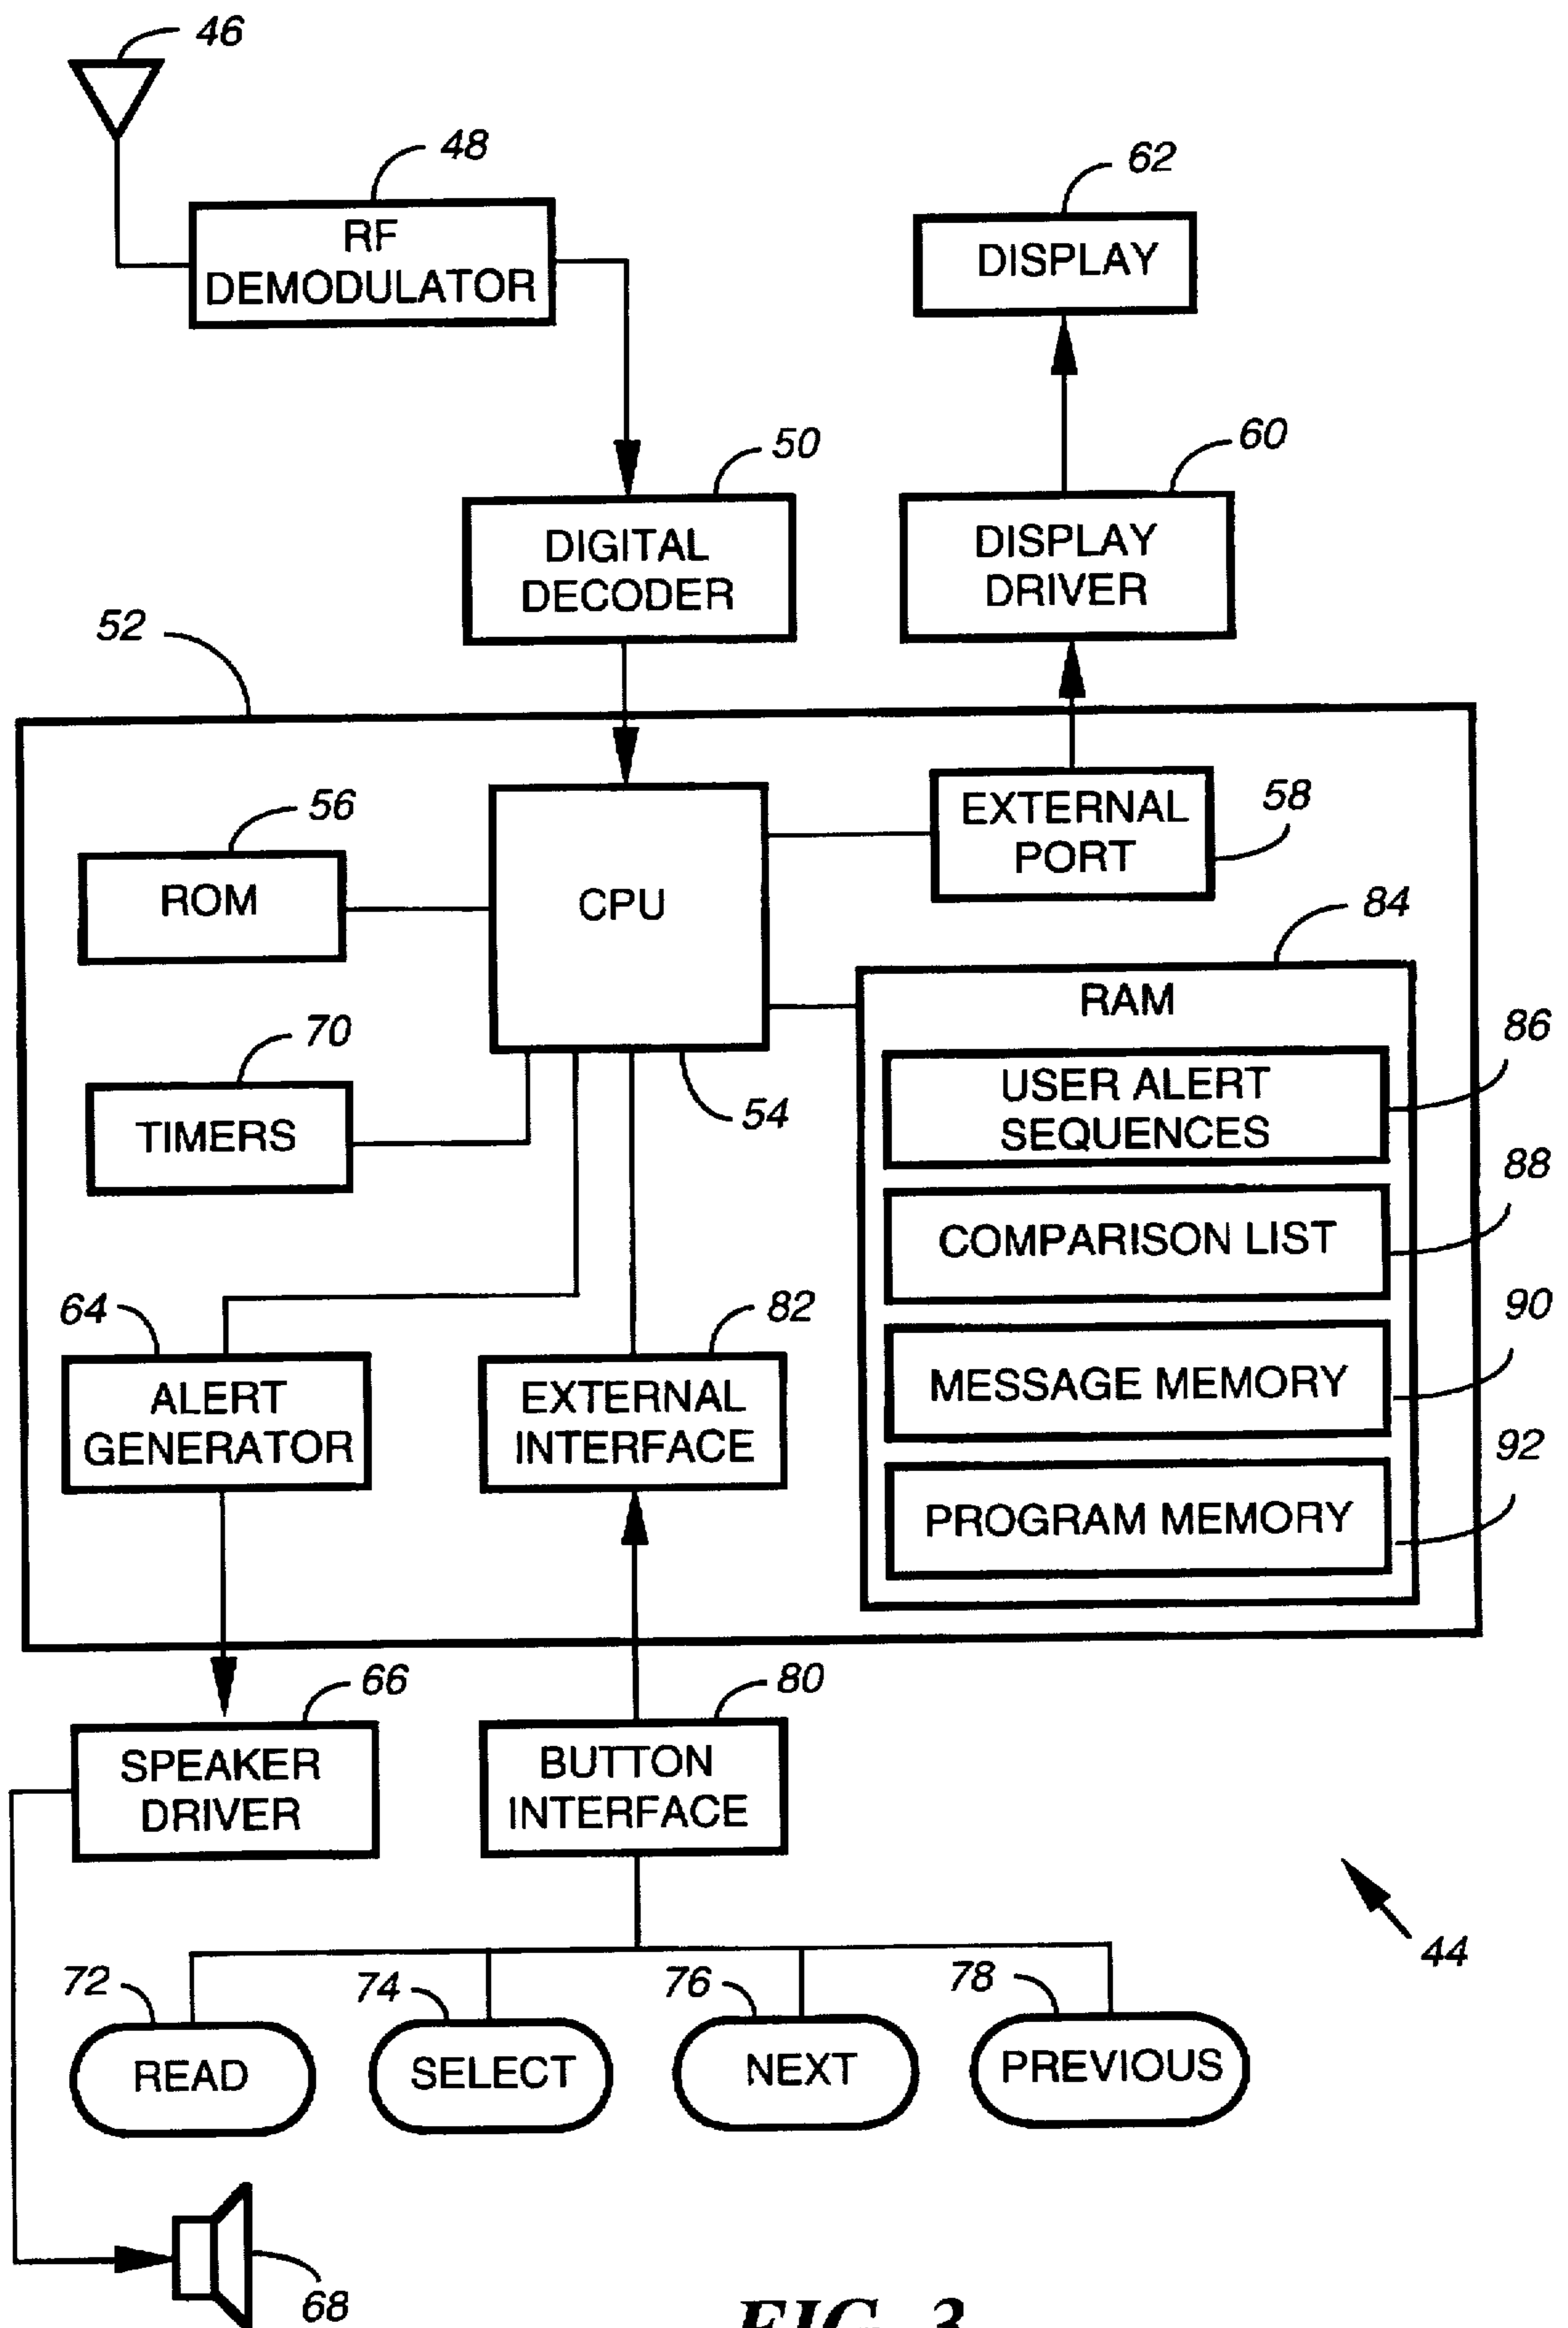 46
48
RF
DEMODULATOR
62
DISPLAY
50
DIGITAL
DECODER
60
DISPLAY
DRIVER
52
56
ROM
CPU
EXTERNAL
PORT
58
84
RAM
70
TIMERS
54
USER ALERT
SEQUENCES
86
COMPARISON LIST
88
64
ALERT
GENERATOR
82
EXTERNAL
INTERFACE
MESSAGE MEMORY
90
PROGRAM MEMORY
92
66
SPEAKER
DRIVER
80
BUTTON
INTERFACE
44
72
READ
74
SELECT
76
NEXT
78
PREVIOUS
68
FIG. 3